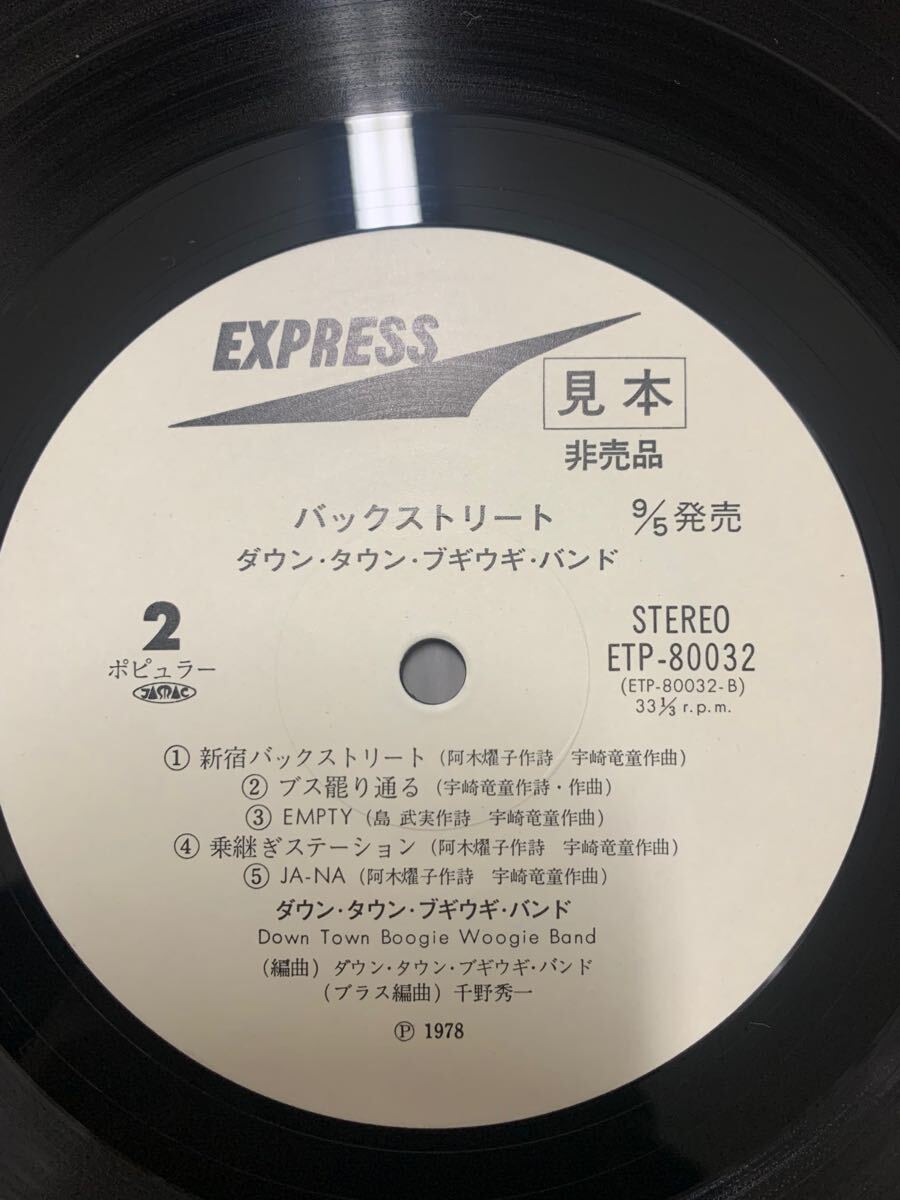 EXPRESS
見本
非売品
バックストリート 9/5発売
ダウン・タウン・ブギウギ・バンド
2
ポピュラー
JASRAC
STEREO
ETP-80032
(ETP-80032-B)
33 1/3 r.p.m.
① 新宿バックストリート (阿木燿子作詩 宇崎竜童作曲)
② ブス罷り通る (宇崎竜童作詩・作曲)
③ EMPTY (島 武実作詩 宇崎竜童作曲)
④ 乗継ぎステーション (阿木燿子作詩 宇崎竜童作曲)
⑤ JA-NA (阿木燿子作詩 宇崎竜童作曲)
ダウン・タウン・ブギウギ・バンド
Down Town Boogie Woogie Band
(編曲) ダウン・タウン・ブギウギ・バンド
(ブラス編曲) 千野秀一
Ⓟ 1978